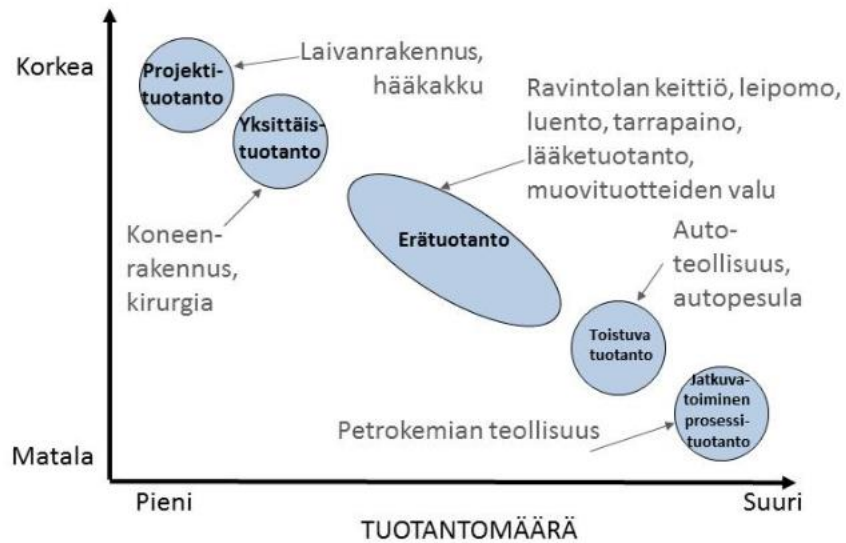 Korkea
Projekti-
tuotanto
Laivanrakennus,
hääkakku
Yksittäis-
tuotanto
Ravintolan keittiö, leipomo,
luento, tarrapaino,
lääketuotanto,
muovituotteiden valu
Koneen-
rakennus,
kirurgia
Erätuotanto
Auto-
teollisuus,
autopesula
Toistuva
tuotanto
Jatkuva-
toiminen
prosessi-
tuotanto
Petrokemian teollisuus
Matala
Pieni
Suuri
TUOTANTOMÄÄRÄ